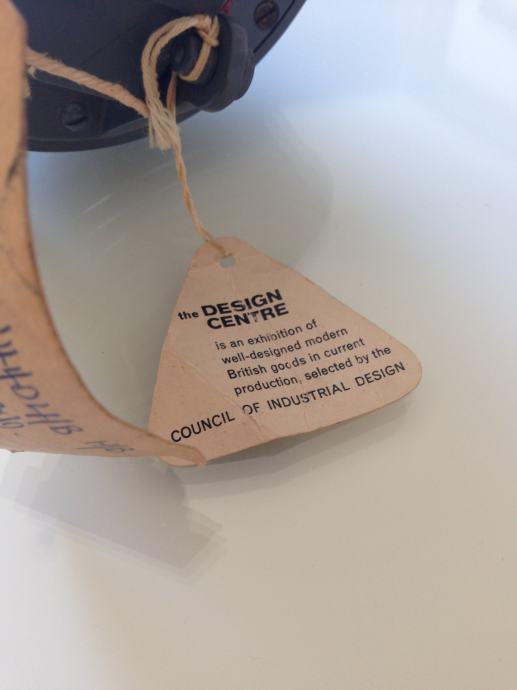 the DESIGN
CENTRE
is an exhibition of
well-designed modern
British goods in current
production, selected by the
COUNCIL OF INDUSTRIAL DESIGN